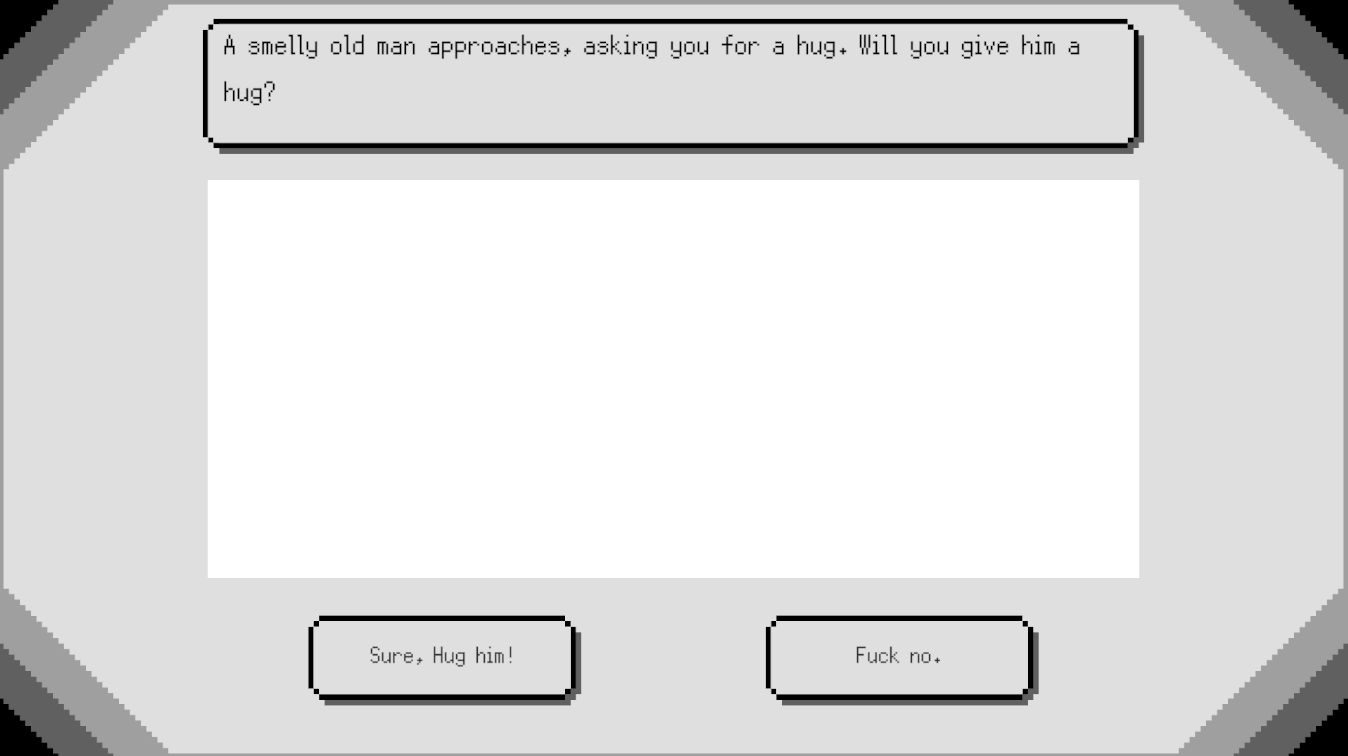 A smelly old man approaches, asking you for a hug. Will you give him a
hug?
Sure, Hug him!
Fuck no.